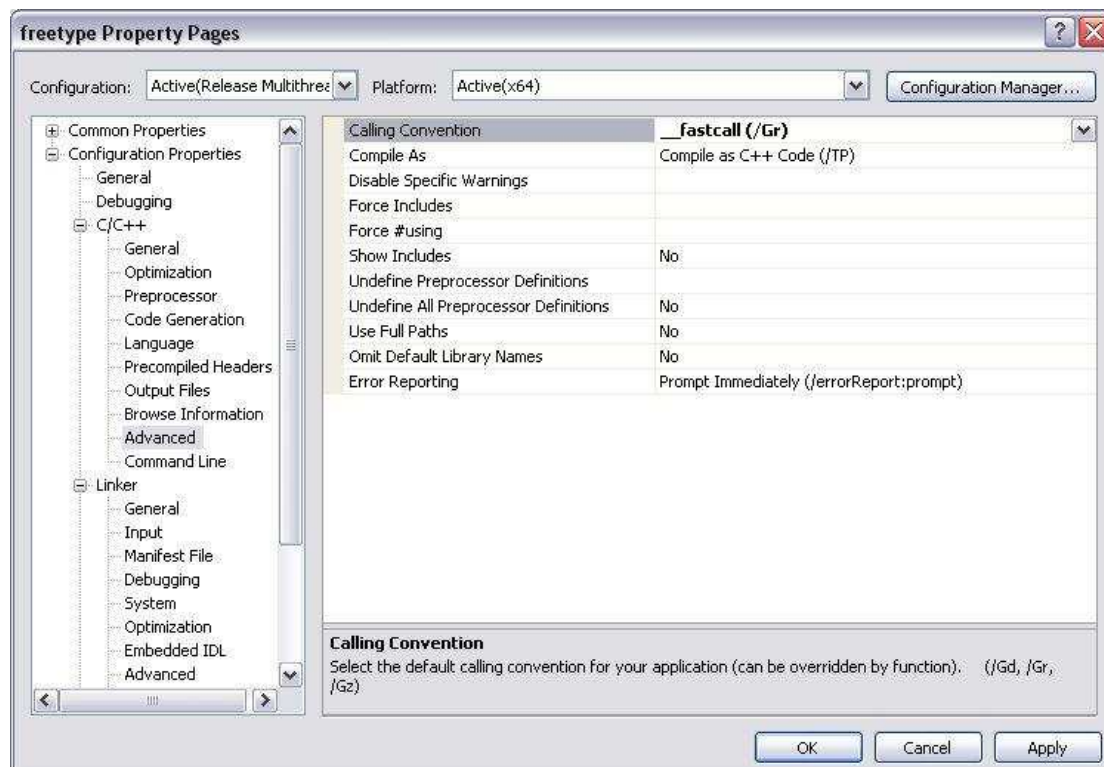 freetype Property Pages
Configuration: Active(Release Multithrea Platform: Active(x64) Configuration Manager...
Common Properties
Configuration Properties
General
Debugging
C/C++
General
Optimization
Preprocessor
Code Generation
Language
Precompiled Headers
Output Files
Browse Information
Advanced
Command Line
Linker
General
Input
Manifest File
Debugging
System
Optimization
Embedded IDL
Advanced
Calling Convention __fastcall (/Gr)
Compile As Compile as C++ Code (/TP)
Disable Specific Warnings
Force Includes
Force #using
Show Includes No
Undefine Preprocessor Definitions
Undefine All Preprocessor Definitions No
Use Full Paths No
Omit Default Library Names No
Error Reporting Prompt Immediately (/errorReport:prompt)
Calling Convention
Select the default calling convention for your application (can be overridden by function). (/Gd, /Gr,
/Gz)
OK Cancel Apply